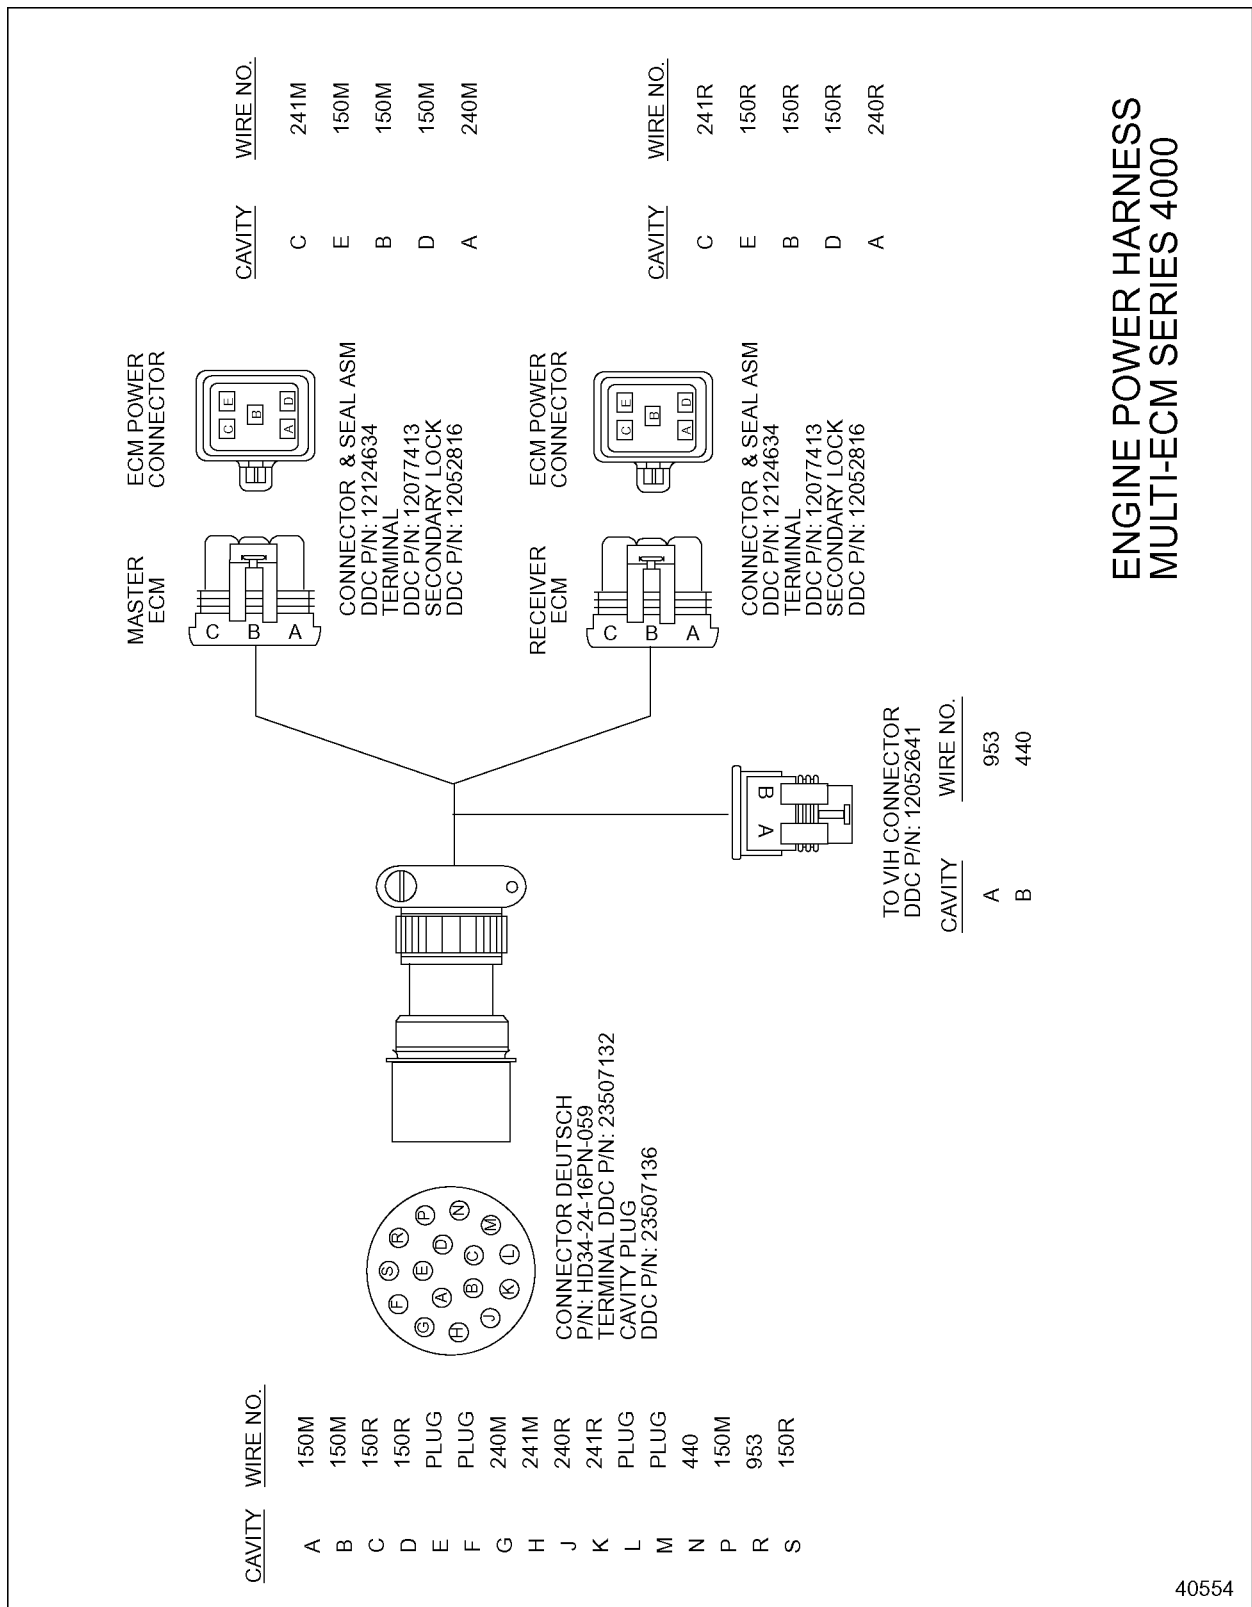 CAVITY WIRE NO.
A 150M
B 150M
C 150R
D 150R
E PLUG
F PLUG
G 240M
H 241M
J 240R
K 241R
L PLUG
M PLUG
N 440
P 150M
R 953
S 150R
S
F R
G E P
A D
H N
B C
J M
K L
CONNECTOR DEUTSCH
P/N: HD34-24-16PN-059
TERMINAL DDC P/N: 23507132
CAVITY PLUG
DDC P/N: 23507136
MASTER
ECM
C
B
A
ECM POWER
CONNECTOR
C E
B
A D
CONNECTOR & SEAL ASM
DDC P/N: 12124634
TERMINAL
DDC P/N: 12077413
SECONDARY LOCK
DDC P/N: 12052816
CAVITY WIRE NO.
C 241M
E 150M
B 150M
D 150M
A 240M
RECEIVER
ECM
C
B
A
ECM POWER
CONNECTOR
C E
B
A D
CONNECTOR & SEAL ASM
DDC P/N: 12124634
TERMINAL
DDC P/N: 12077413
SECONDARY LOCK
DDC P/N: 12052816
CAVITY WIRE NO.
C 241R
E 150R
B 150R
D 150R
A 240R
A B
TO VIH CONNECTOR
DDC P/N: 12052641
CAVITY WIRE NO.
A 953
B 440
ENGINE POWER HARNESS
MULTI-ECM SERIES 4000
40554